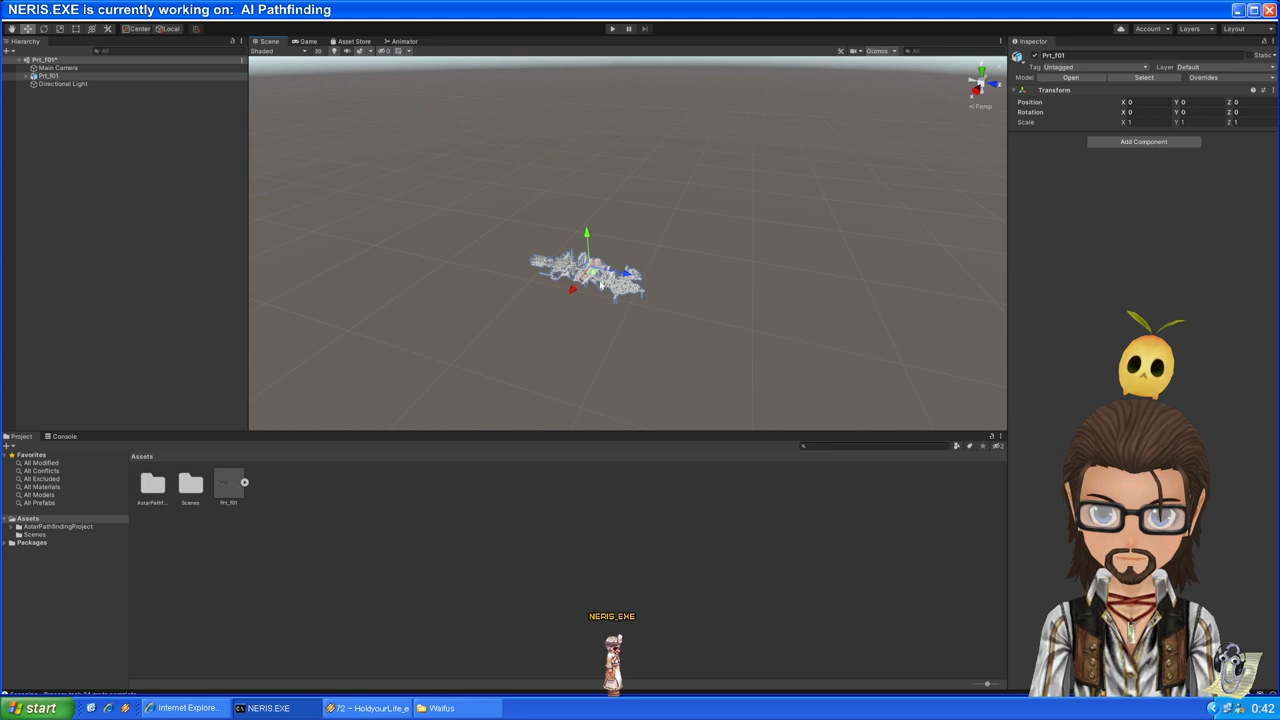 NERIS.EXE is currently working on: AI Pathfinding
Center Local
Account Layers Layout
Hierarchy
Scene Game Asset Store Animator
Inspector
All
Shaded 2D Gizmos All
Prt_f01*
Main Camera
Prt_f01
Directional Light
Persp
Prt_f01 Static
Tag Untagged Layer Default
Model Open Select Overrides
Transform
Position X 0 Y 0 Z 0
Rotation X 0 Y 0 Z 0
Scale X 1 Y 1 Z 1
Add Component
Project Console
Favorites
All Modified
All Conflicts
All Excluded
All Materials
All Models
All Prefabs
Assets
AstarPathfindingProject
Scenes
Packages
Assets
AstarPathf... Scenes Prt_f01
NERIS_EXE
start Internet Explore... NERIS.EXE 72 - HoldyourLife_e Waifus 0:42